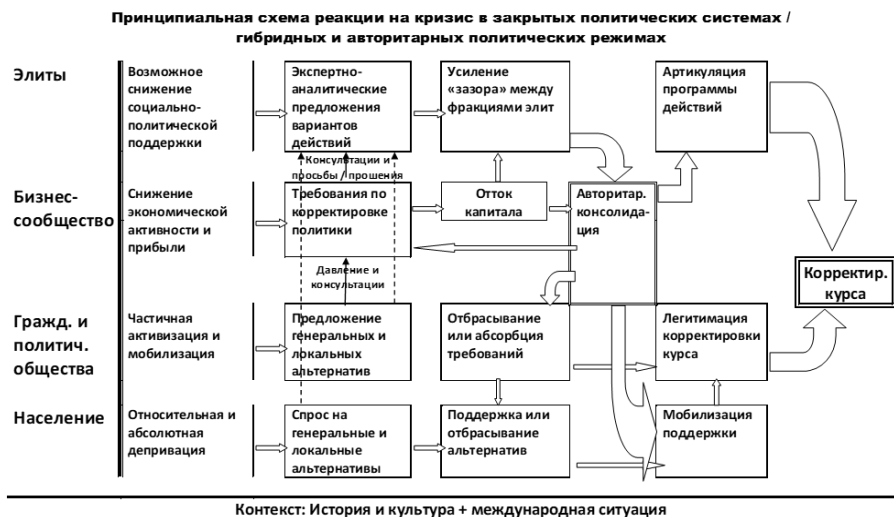 Принципиальная схема реакции на кризис в закрытых политических системах /
гибридных и авторитарных политических режимах
Элиты
Возможное
снижение
социально-
политической
поддержки
Экспертно-
аналитические
предложения
вариантов
действий
Усиление
«зазора» между
фракциями элит
Артикуляция
программы
действий
Консультации и
просьбы / прошения
Бизнес-
сообщество
Снижение
экономической
активности и
прибыли
Требования по
корректировке
политики
Отток
капитала
Авторитар.
консолида-
ция
Корректир.
курса
Давление и
консультации
Гражд. и
политич.
общества
Частичная
активизация и
мобилизация
Предложение
генеральных и
локальных
альтернатив
Отбрасывание
или абсорбция
требований
Легитимация
корректировки
курса
Население
Относительная и
абсолютная
депривация
Спрос на
генеральные и
локальные
альтернативы
Поддержка или
отбрасывание
альтернатив
Мобилизация
поддержки
Контекст: История и культура + международная ситуация